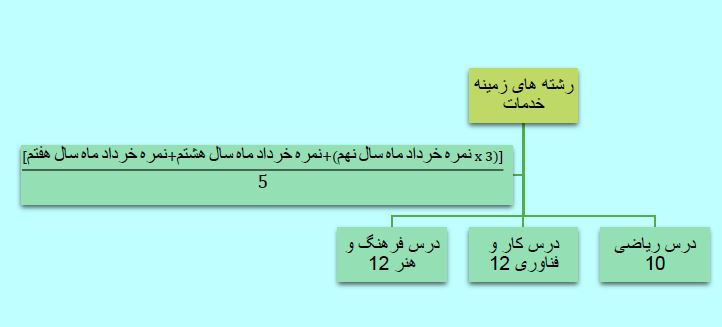 رشته های زمینه
خدمات
[(3 x نمره خرداد ماه سال نهم)+نمره خرداد ماه سال هشتم+نمره خرداد ماه سال هفتم]
5
درس ریاضی
10
درس کار و
فناوری 12
درس فرهنگ و
هنر 12